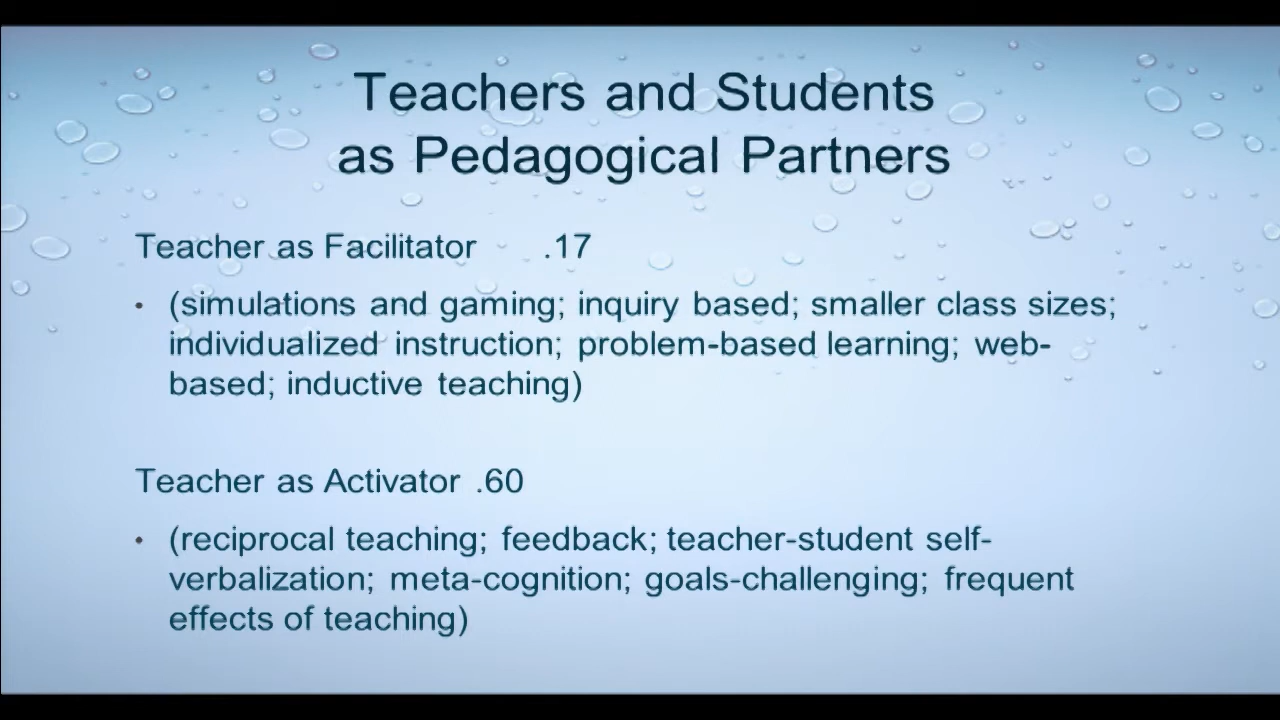 Teachers and Students
as Pedagogical Partners
Teacher as Facilitator .17
• (simulations and gaming; inquiry based; smaller class sizes;
individualized instruction; problem-based learning; web-
based; inductive teaching)
Teacher as Activator .60
• (reciprocal teaching; feedback; teacher-student self-
verbalization; meta-cognition; goals-challenging; frequent
effects of teaching)